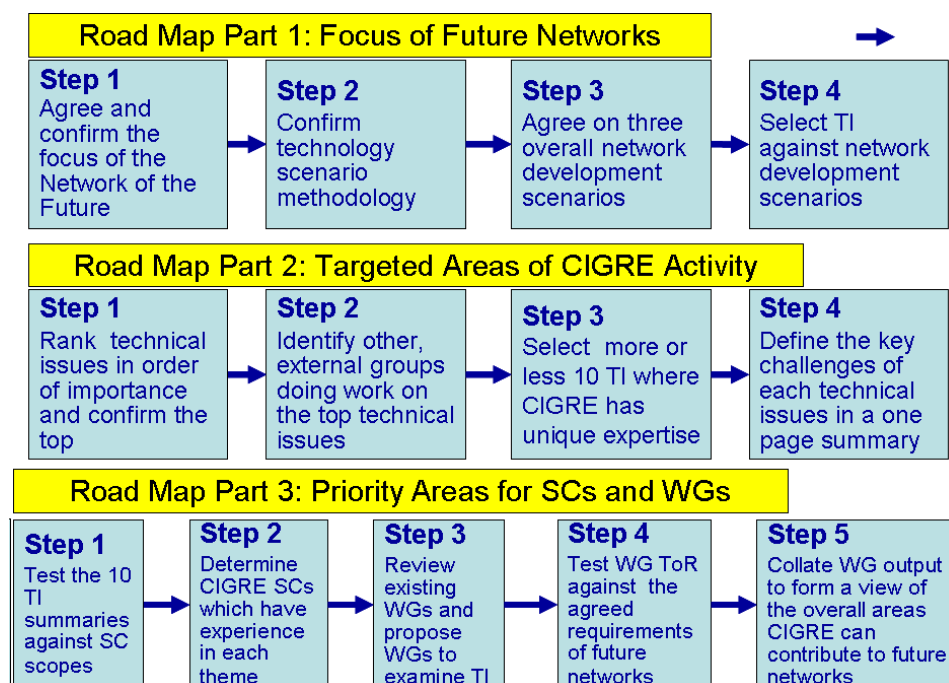 Road Map Part 1: Focus of Future Networks
Step 1
Agree and
confirm the
focus of the
Network of the
Future
Step 2
Confirm
technology
scenario
methodology
Step 3
Agree on three
overall network
development
scenarios
Step 4
Select TI
against network
development
scenarios
Road Map Part 2: Targeted Areas of CIGRE Activity
Step 1
Rank technical
issues in order
of importance
and confirm the
top
Step 2
Identify other,
external groups
doing work on
the top technical
issues
Step 3
Select more or
less 10 TI where
CIGRE has
unique expertise
Step 4
Define the key
challenges of
each technical
issues in a one
page summary
Road Map Part 3: Priority Areas for SCs and WGs
Step 1
Test the 10
TI
summaries
against SC
scopes
Step 2
Determine
CIGRE SCs
which have
experience
in each
theme
Step 3
Review
existing
WGs and
propose
WGs to
examine TI
Step 4
Test WG ToR
against the
agreed
requirements
of future
networks
Step 5
Collate WG output
to form a view of
the overall areas
CIGRE can
contribute to future
networks